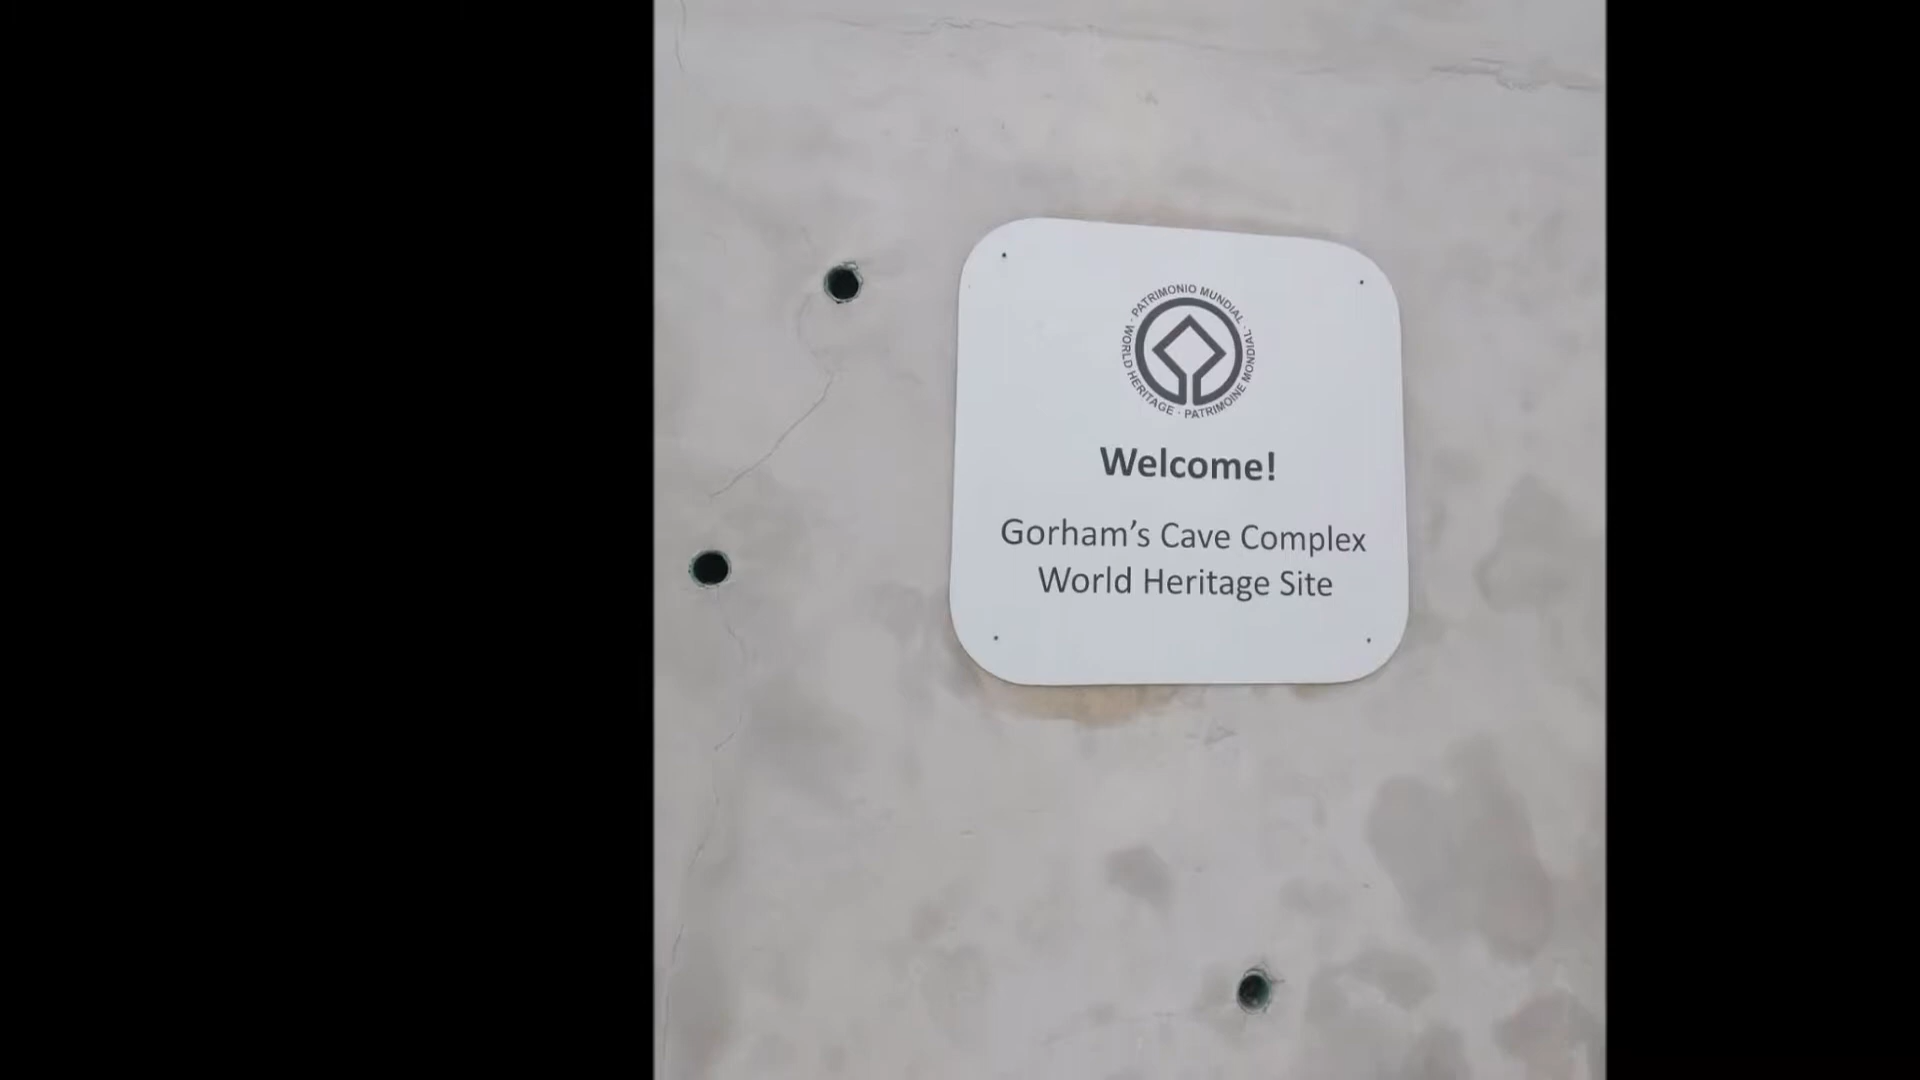 WORLD HERITAGE · PATRIMONIO MUNDIAL · PATRIMOINE MONDIAL ·
Welcome!
Gorham’s Cave Complex
World Heritage Site